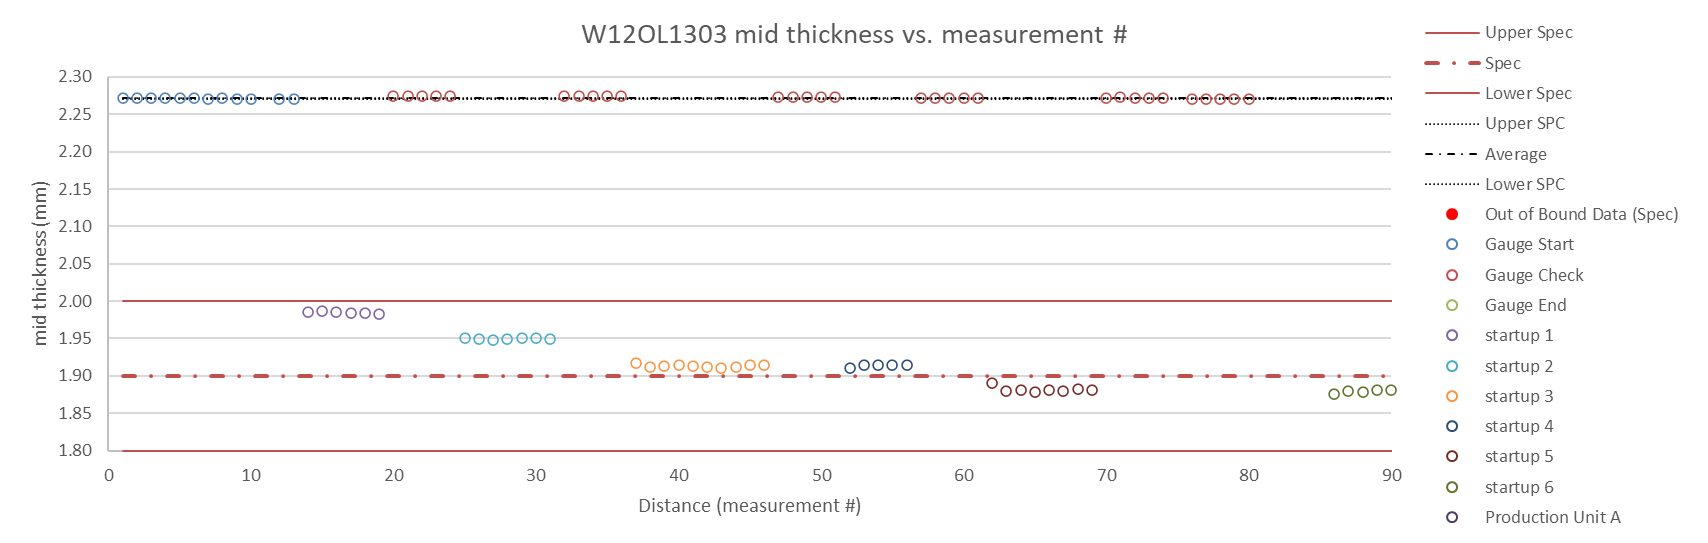 W12OL1303 mid thickness vs. measurement #
mid thickness (mm)
2.30
2.25
2.20
2.15
2.10
2.05
2.00
1.95
1.90
1.85
1.80
0 10 20 30 40 50 60 70 80 90
Distance (measurement #)
Upper Spec
Spec
Lower Spec
Upper SPC
Average
Lower SPC
Out of Bound Data (Spec)
Gauge Start
Gauge Check
Gauge End
startup 1
startup 2
startup 3
startup 4
startup 5
startup 6
Production Unit A